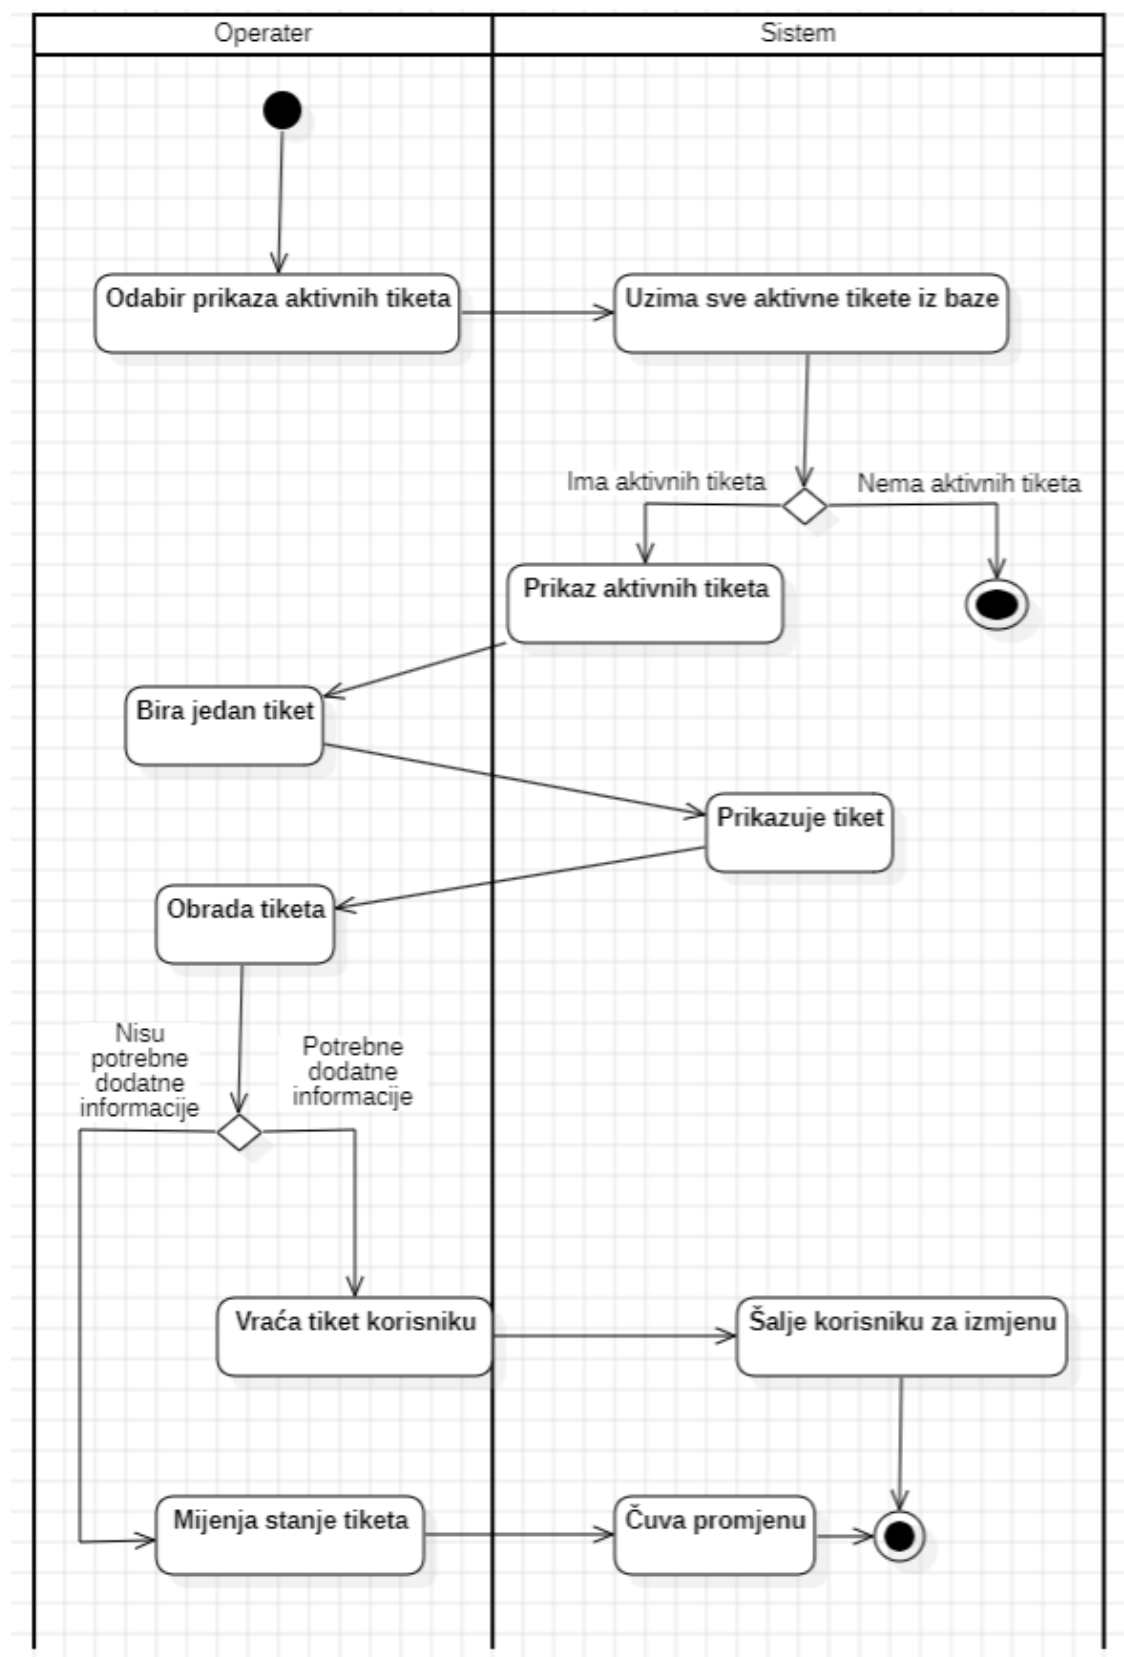 Operater
Sistem
Odabir prikaza aktivnih tiketa
Uzima sve aktivne tikete iz baze
Ima aktivnih tiketa
Nema aktivnih tiketa
Prikaz aktivnih tiketa
Bira jedan tiket
Prikazuje tiket
Obrada tiketa
Nisu
potrebne
dodatne
informacije
Potrebne
dodatne
informacije
Vraća tiket korisniku
Šalje korisniku za izmjenu
Mijenja stanje tiketa
Čuva promjenu